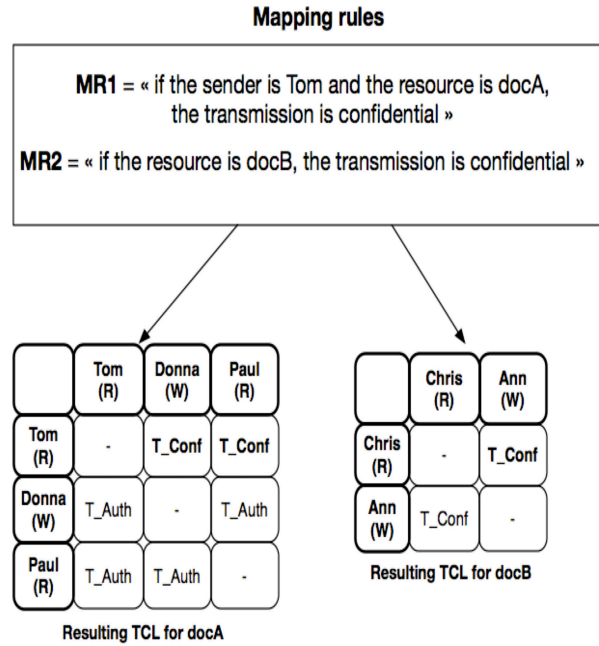 Mapping rules
MR1 = « if the sender is Tom and the resource is docA,
the transmission is confidential »
MR2 = « if the resource is docB, the transmission is confidential »
Tom (R) Donna (W) Paul (R)
Tom (R) - T_Conf T_Conf
Donna (W) T_Auth - T_Auth
Paul (R) T_Auth T_Auth -
Resulting TCL for docA
Chris (R) Ann (W)
Chris (R) - T_Conf
Ann (W) T_Conf -
Resulting TCL for docB